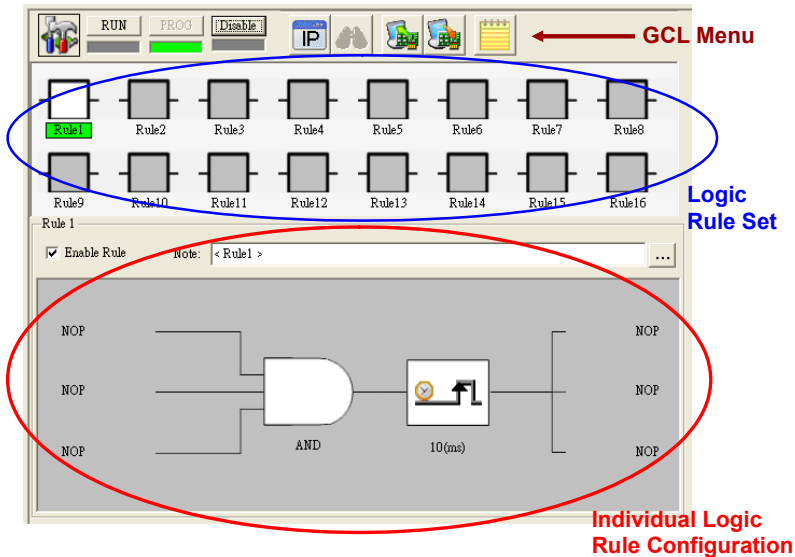 RUN PROG Disable IP GCL Menu
Rule1 Rule2 Rule3 Rule4 Rule5 Rule6 Rule7 Rule8
Rule9 Rule10 Rule11 Rule12 Rule13 Rule14 Rule15 Rule16
Logic
Rule Set
Rule 1
Enable Rule Note: < Rule1 > ...
NOP NOP
NOP NOP
AND 10(ms)
NOP NOP
Individual Logic
Rule Configuration